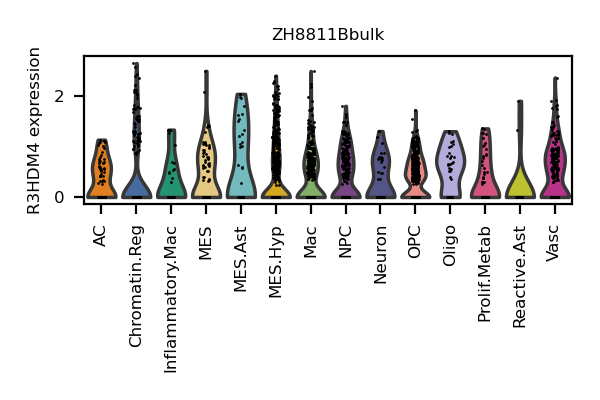 ZH8811Bbulk
R3HDM4 expression
2
0
AC
Chromatin.Reg
Inflammatory.Mac
MES
MES.Ast
MES.Hyp
Mac
NPC
Neuron
OPC
Oligo
Prolif.Metab
Reactive.Ast
Vasc